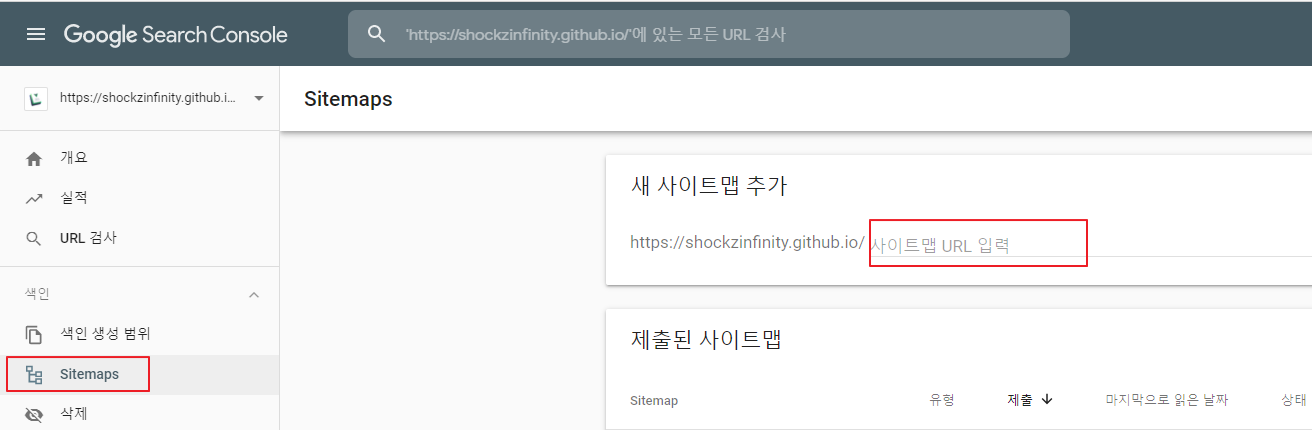 Google Search Console
'https://shockzinfinity.github.io/'에 있는 모든 URL 검사
https://shockzinfinity.github.i...
Sitemaps
개요
실적
URL 검사
색인
색인 생성 범위
Sitemaps
삭제
새 사이트맵 추가
https://shockzinfinity.github.io/ 사이트맵 URL 입력
제출된 사이트맵
Sitemap 유형 제출 마지막으로 읽은 날짜 상태